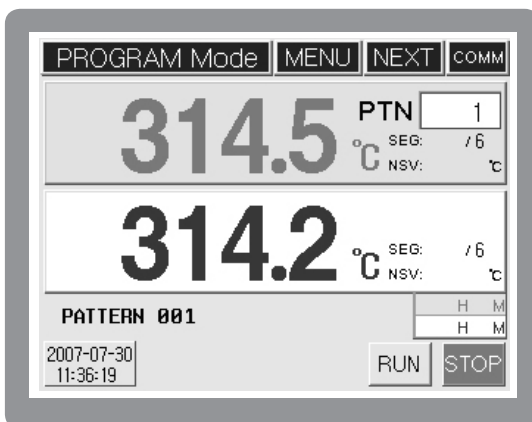 PROGRAM Mode MENU NEXT COMM
314.5 °C PTN 1
SEG: /6
NSV: °C
314.2 °C SEG: /6
NSV: °C
PATTERN 001
H M
H M
2007-07-30
11:36:19
RUN STOP